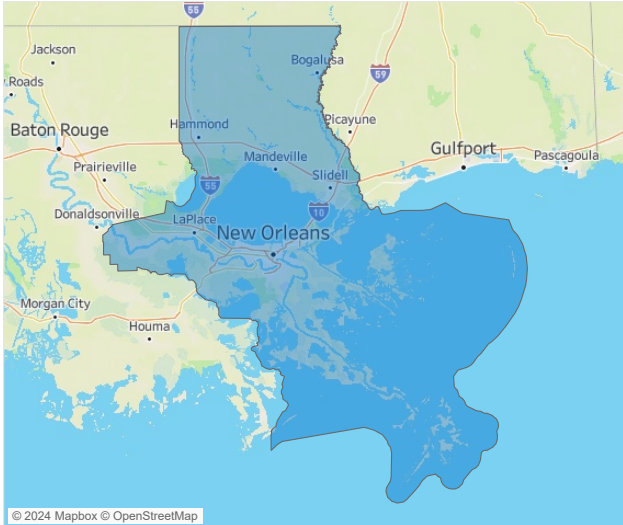 55
Jackson
Bogalusa
59
Roads
Picayune
Baton Rouge
Hammond
Gulfport
Mandeville
Pascagoula
Prairieville
Slidell
55
Donaldsonville
LaPlace
10
New Orleans
Morgan City
Houma
© 2024 Mapbox © OpenStreetMap